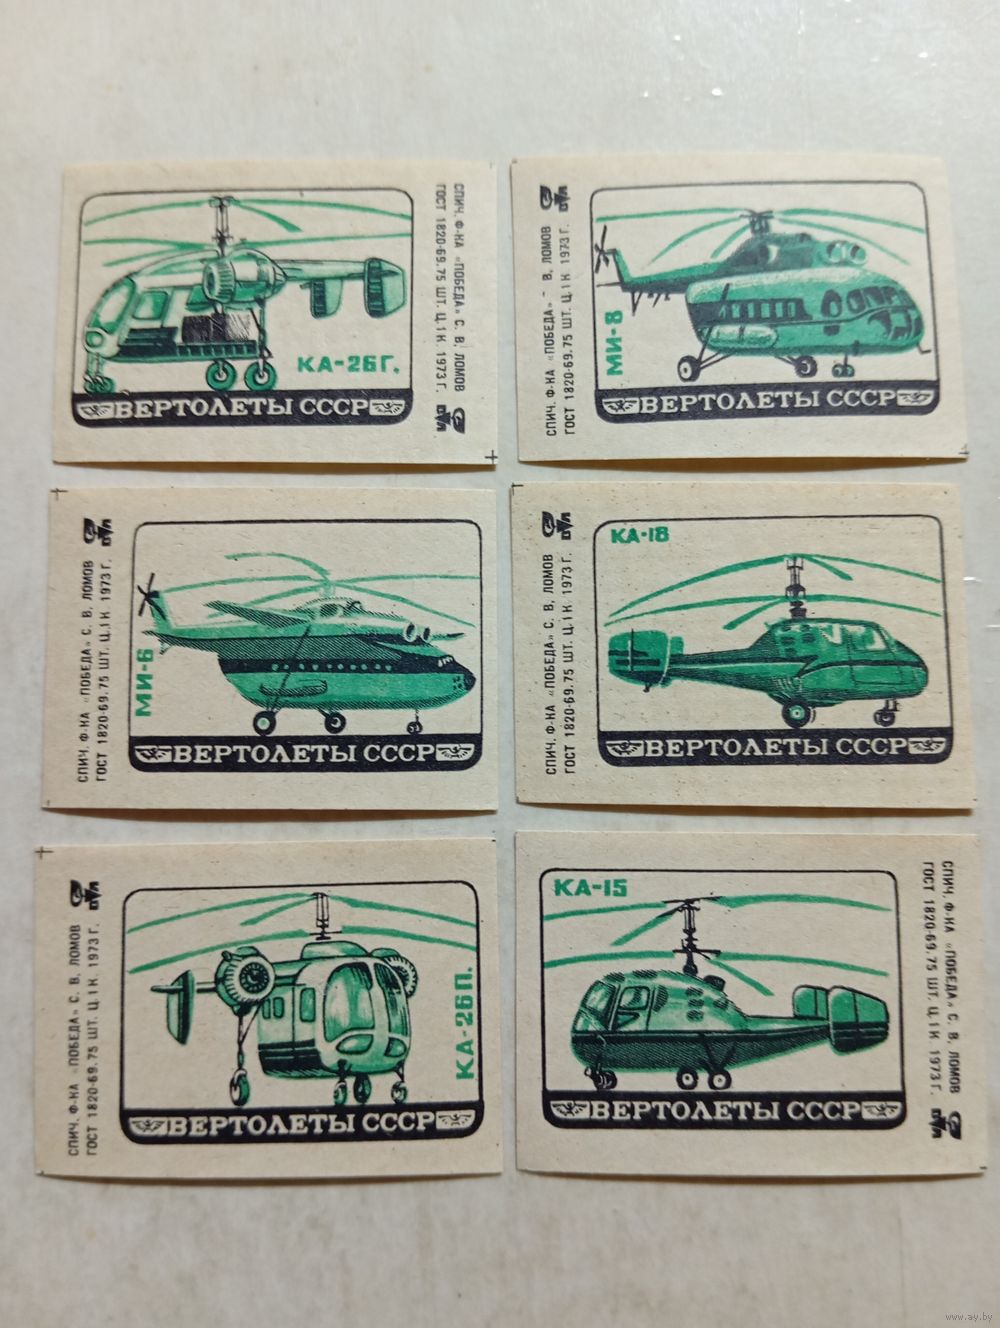 КА-26Г.
ВЕРТОЛЕТЫ СССР
СПИЧ. Ф-КА «ПОБЕДА» С. В. ЛОМОВ
ГОСТ 1820-69. 75 ШТ. Ц. 1 К. 1973 Г.
СПИЧ. Ф-КА «ПОБЕДА» В. ЛОМОВ
ГОСТ 1820-69. 75 ШТ. Ц. 1 К 1973 Г.
МИ-8
ВЕРТОЛЕТЫ СССР
СПИЧ. Ф-КА «ПОБЕДА» С. В. ЛОМОВ
ГОСТ 1820-69. 75 ШТ. Ц. 1 К. 1973 Г.
МИ-6
ВЕРТОЛЕТЫ СССР
СПИЧ. Ф-КА «ПОБЕДА» С. В. ЛОМОВ
ГОСТ 1820-69. 75 ШТ. Ц. 1 К. 1973 Г.
КА-18
ВЕРТОЛЕТЫ СССР
СПИЧ. Ф-КА «ПОБЕДА» С. В. ЛОМОВ
ГОСТ 1820-69. 75 ШТ. Ц. 1 К. 1973 Г.
КА-26П.
ВЕРТОЛЕТЫ СССР
КА-15
ВЕРТОЛЕТЫ СССР
СПИЧ. Ф-КА «ПОБЕДА» С. В. ЛОМОВ
ГОСТ 1820-69. 75 ШТ. Ц. 1 К. 1973 Г.
www.ay.by